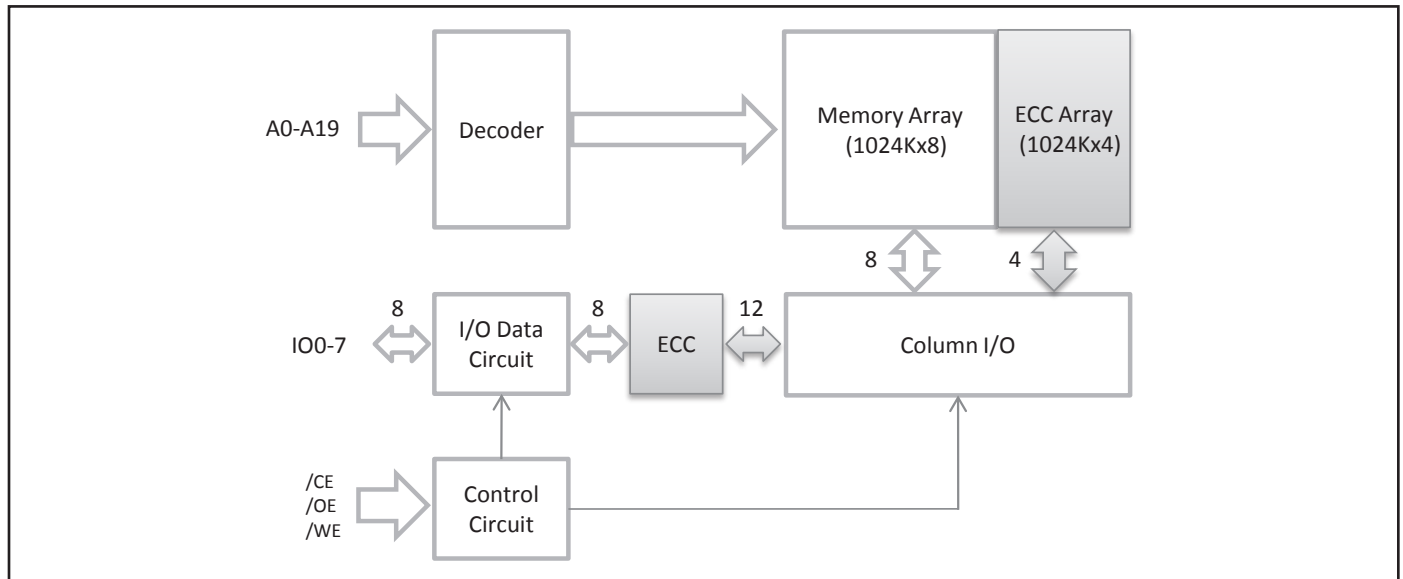 A0-A19
Decoder
Memory Array
(1024Kx8)
ECC Array
(1024Kx4)
8
4
IO0-7
8
I/O Data
Circuit
8
ECC
12
Column I/O
/CE
/OE
/WE
Control
Circuit